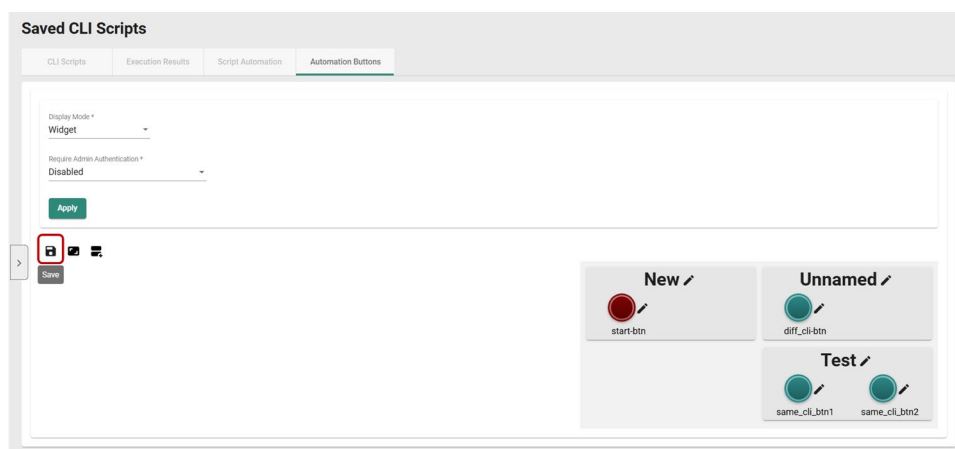 Saved CLI Scripts
CLI Scripts Execution Results Script Automation Automation Buttons
Display Mode *
Widget
Require Admin Authentication *
Disabled
Apply
Save
New Unnamed
start-btn diff_cli-btn
Test
same_cli_btn1 same_cli_btn2